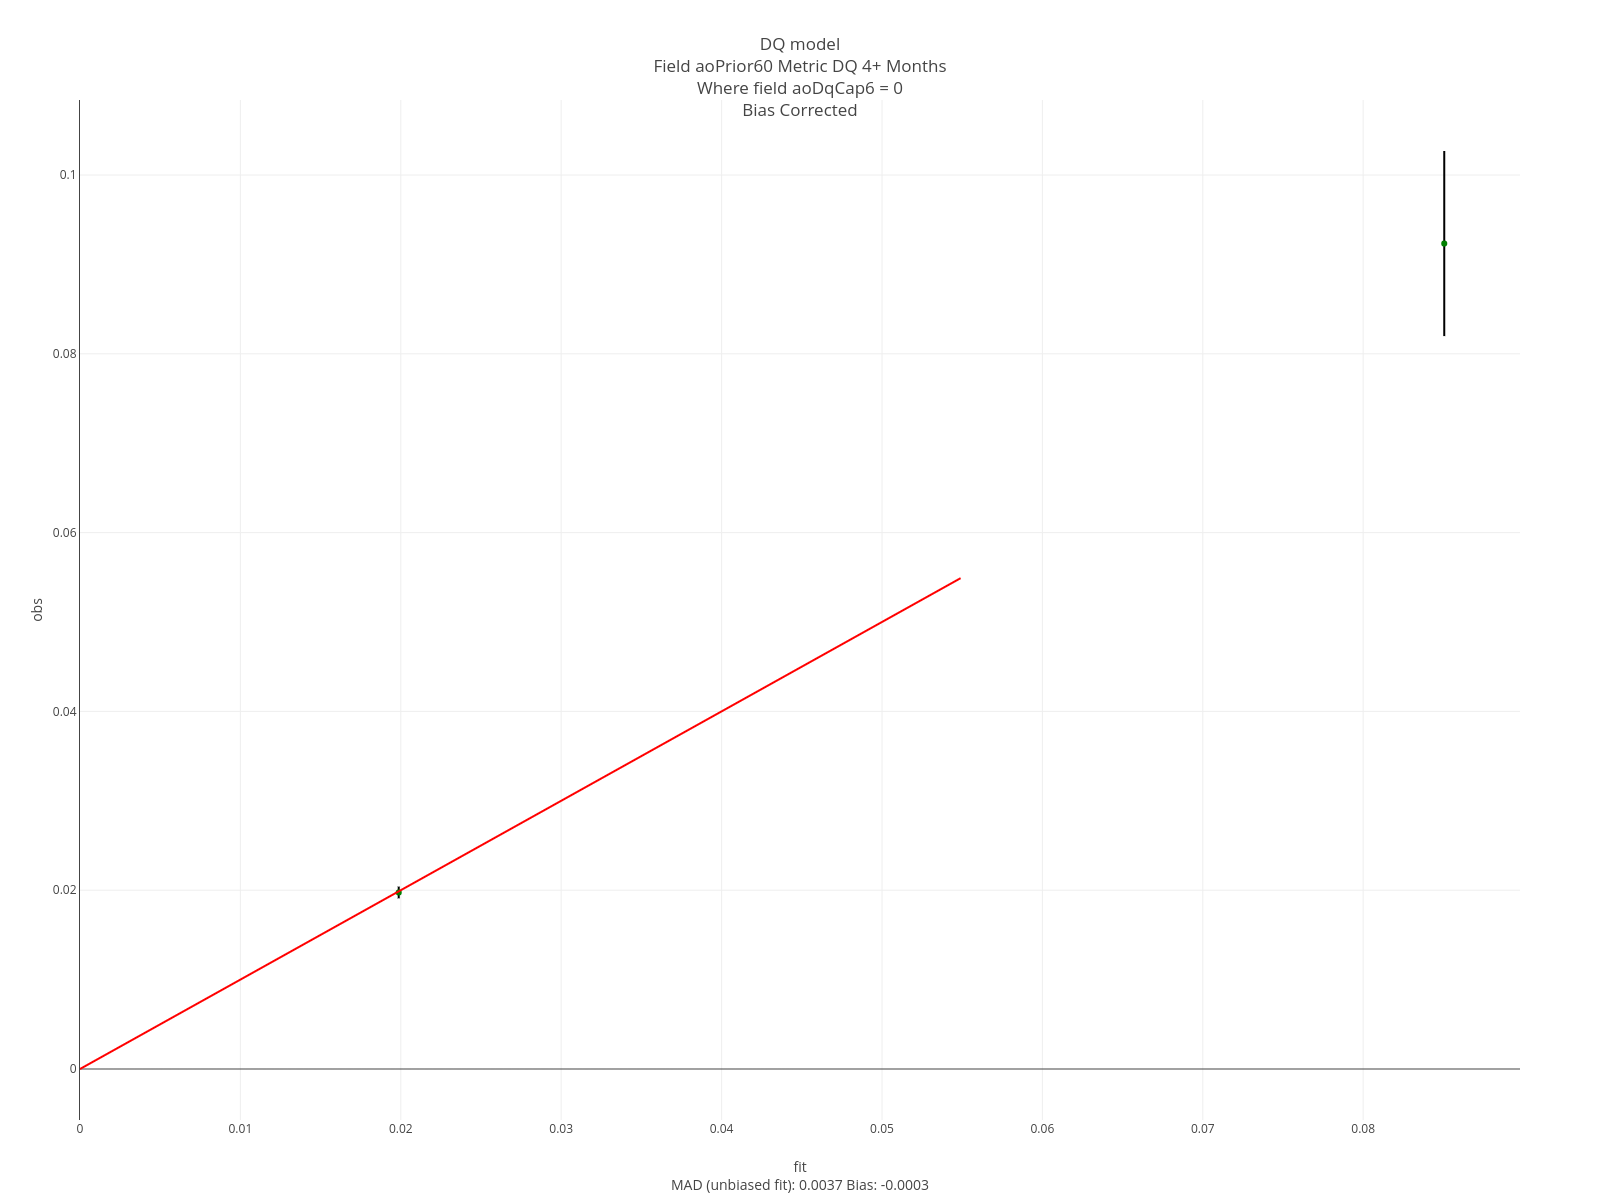 DQ model
Field aoPrior60 Metric DQ 4+ Months
Where field aoDqCap6 = 0
Bias Corrected
0.1
0.08
0.06
0.04
0.02
0
obs
0
0.01
0.02
0.03
0.04
0.05
0.06
0.07
0.08
fit
MAD (unbiased fit): 0.0037 Bias: -0.0003